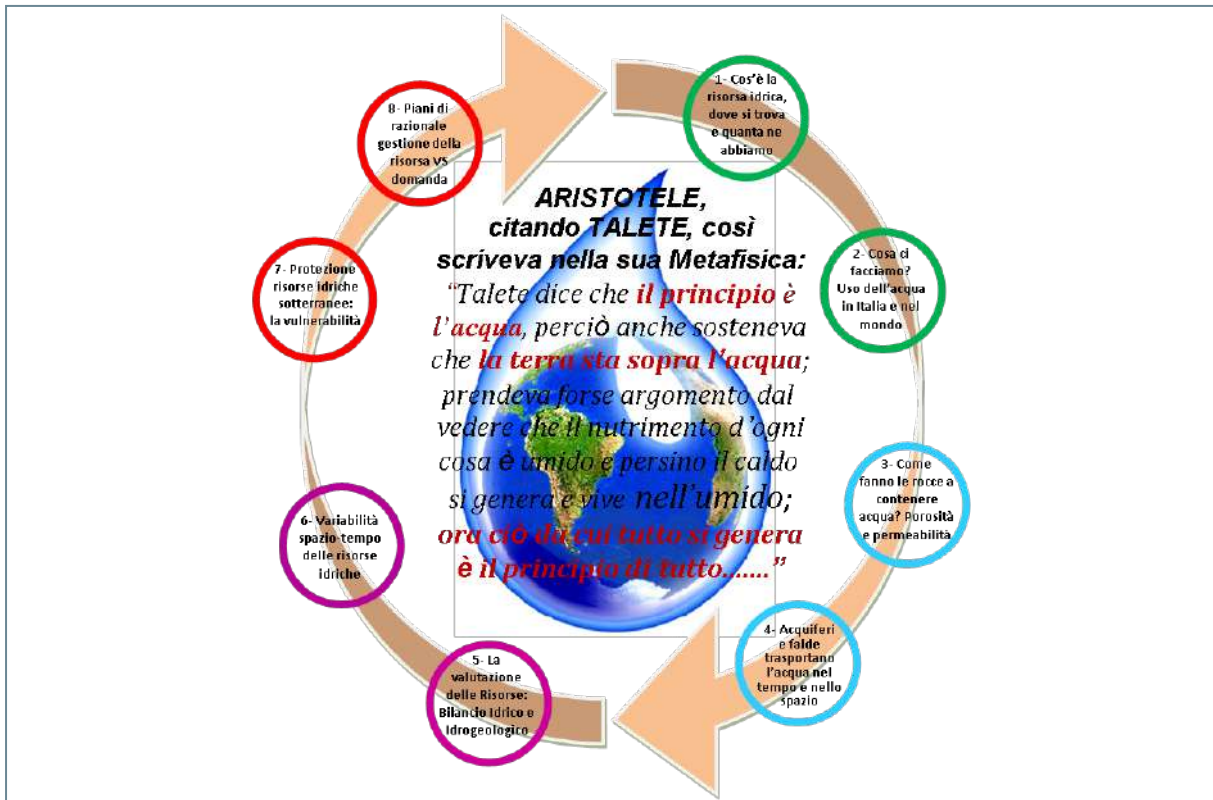 1- Cos'è la
risorsa idrica,
dove si trova
e quanta ne
abbiamo
2- Cosa ci
facciamo?
Uso dell'acqua
in Italia e nel
mondo
3- Come
fanno le rocce a
contenere
acqua? Porosità
e permeabilità
4- Acquiferi
e falde
trasportano
l'acqua nel
tempo e nello
spazio
5- La
valutazione
delle Risorse:
Bilancio Idrico e
Idrogeologico
6- Variabilità
spazio-tempo
delle risorse
idriche
7- Protezione
risorse idriche
sotterranee:
la vulnerabilità
8- Piani di
razionale
gestione della
risorsa VS
domanda
ARISTOTELE,
citando TALETE, così
scriveva nella sua Metafisica:
"Talete dice che il principio è
l'acqua, perciò anche sosteneva
che la terra sta sopra l'acqua;
prendeva forse argomento dal
vedere che il nutrimento d'ogni
cosa è umido e persino il caldo
si genera e vive nell'umido;
ora ciò da cui tutto si genera
è il principio di tutto......."